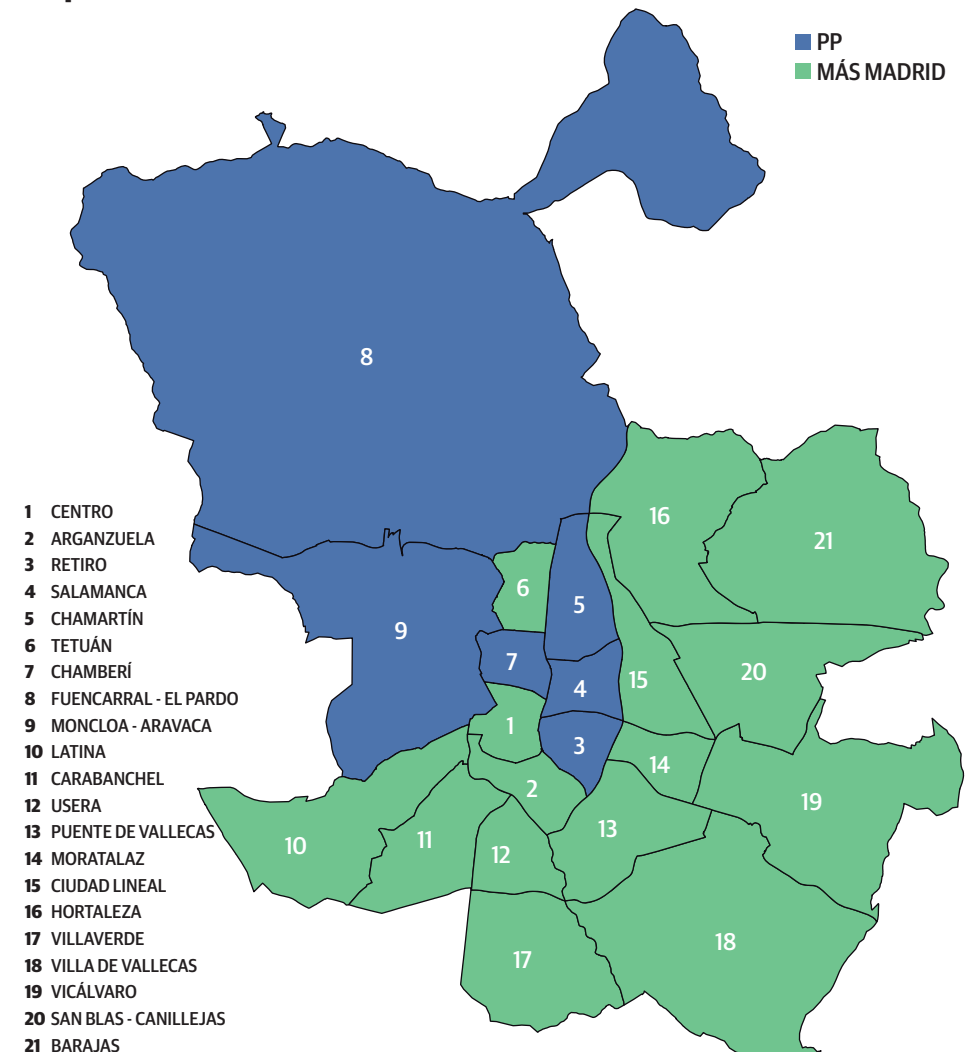 PP
MÁS MADRID
8
16
21
6
5
9
7
20
15
4
1
3
14
2
19
13
10
11
12
18
17
1 CENTRO
2 ARGANZUELA
3 RETIRO
4 SALAMANCA
5 CHAMARTÍN
6 TETUÁN
7 CHAMBERÍ
8 FUENCARRAL - EL PARDO
9 MONCLOA - ARAVACA
10 LATINA
11 CARABANCHEL
12 USERA
13 PUENTE DE VALLECAS
14 MORATALAZ
15 CIUDAD LINEAL
16 HORTALEZA
17 VILLAVERDE
18 VILLA DE VALLECAS
19 VICÁLVARO
20 SAN BLAS - CANILLEJAS
21 BARAJAS